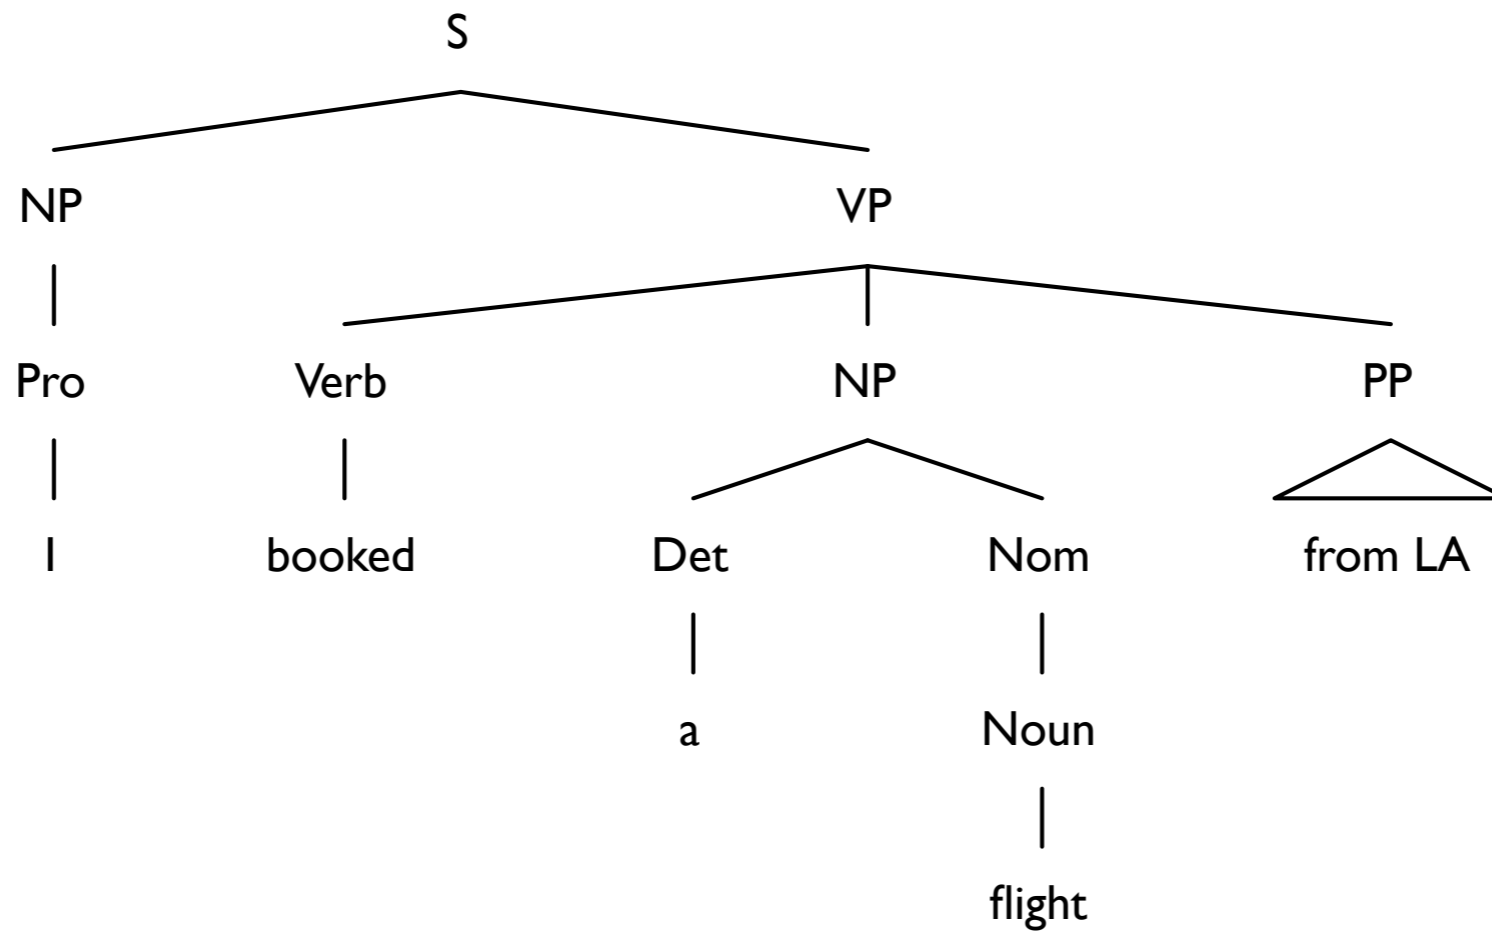 S
NP VP
Pro Verb NP PP
I booked Det Nom from LA
a Noun
flight